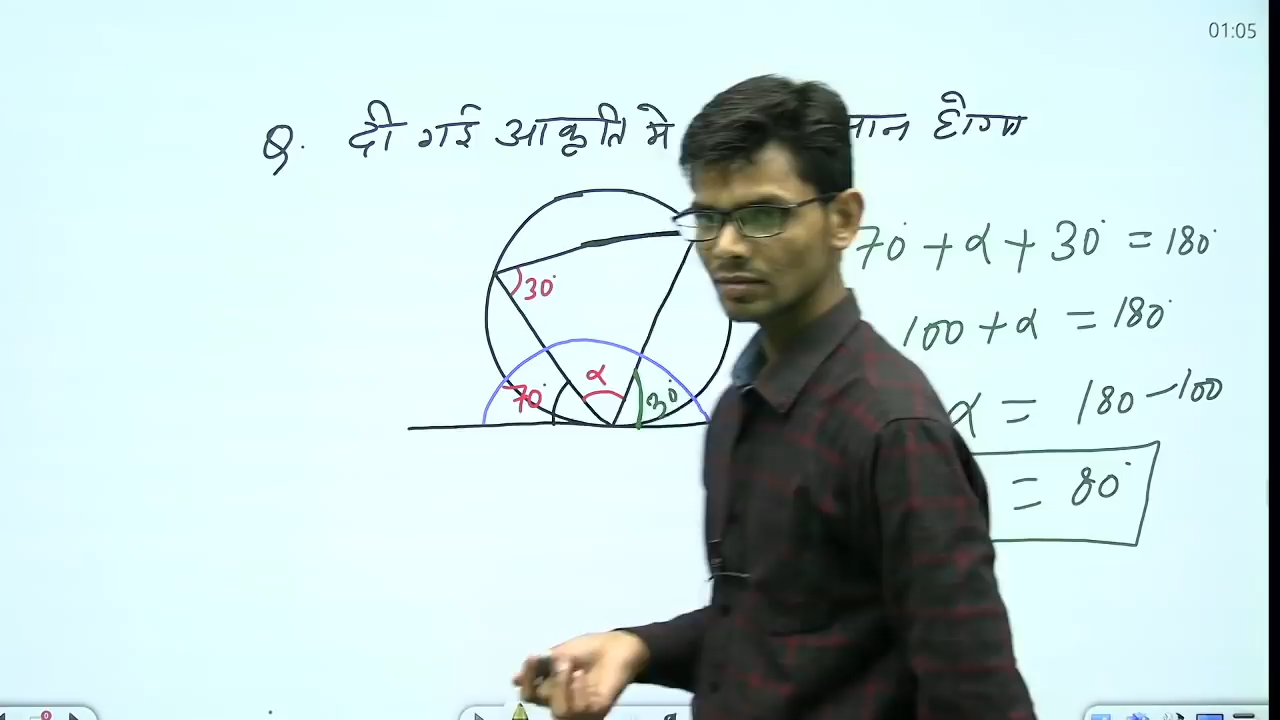 01:05
Q. दी गई आकृति मे मान होगा
70° + α + 30° = 180°
30°
100 + α = 180°
70° α 30°
α = 180 - 100
= 80°